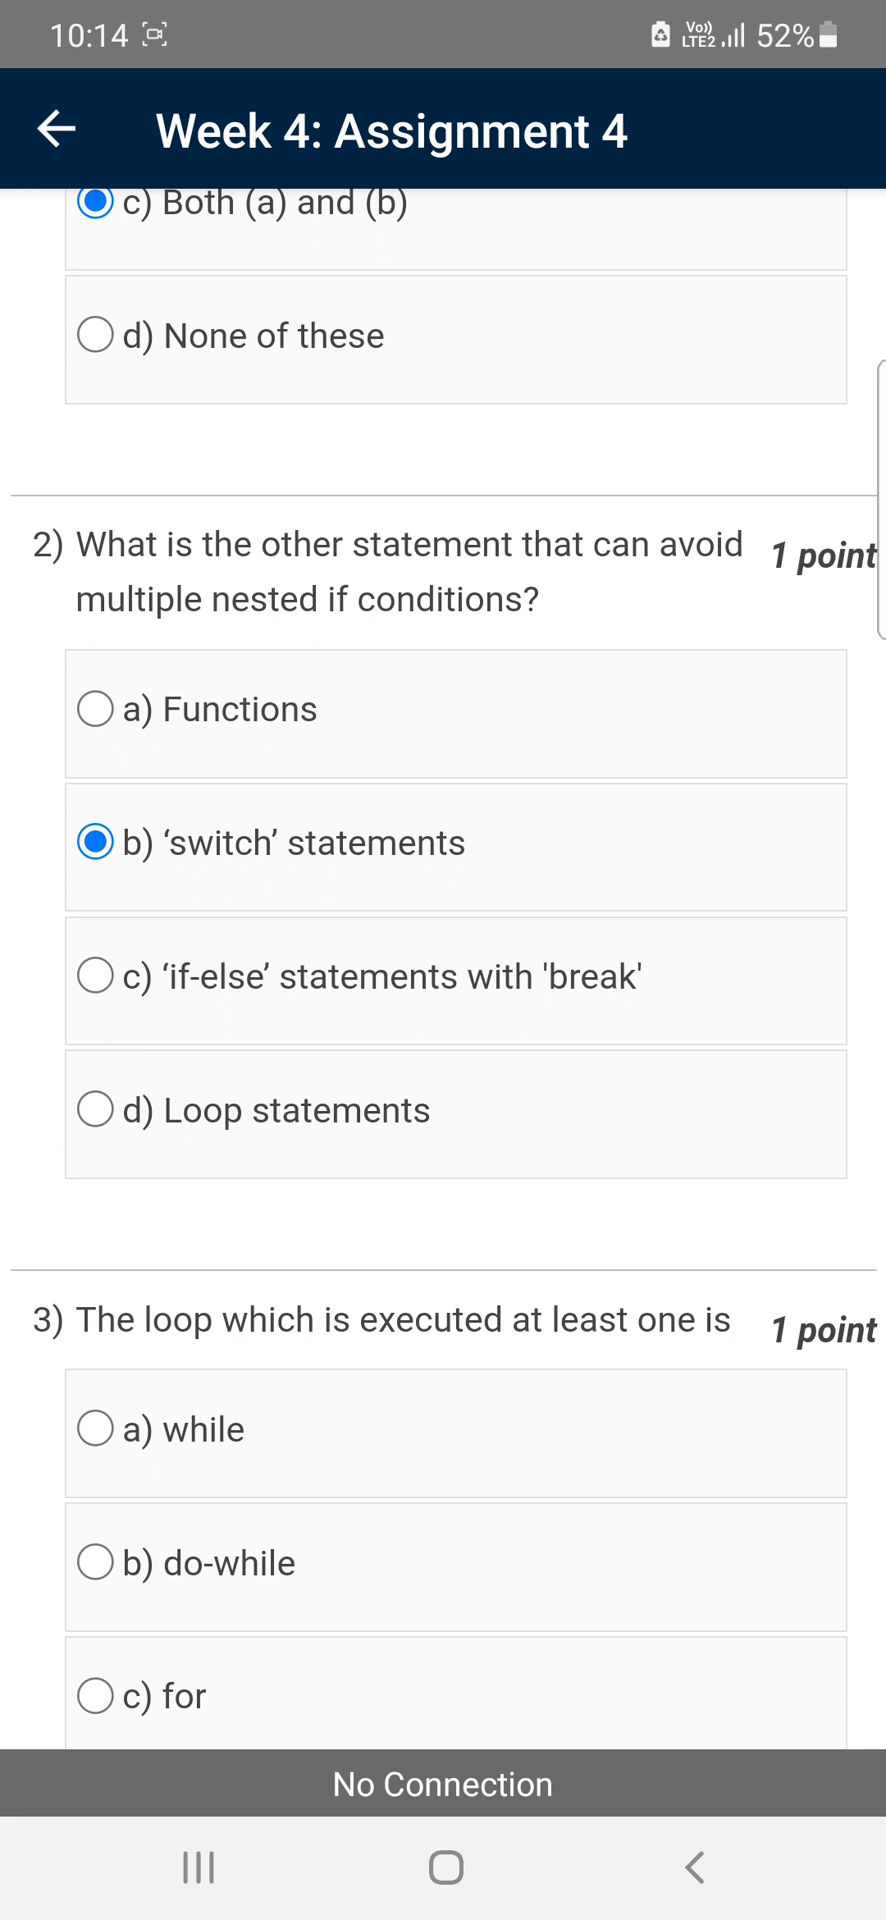 10:14
Vo))
LTE2
52%
Week 4: Assignment 4
c) Both (a) and (b)
d) None of these
2) What is the other statement that can avoid 1 point
multiple nested if conditions?
a) Functions
b) ‘switch’ statements
c) ‘if-else’ statements with 'break'
d) Loop statements
3) The loop which is executed at least one is 1 point
a) while
b) do-while
c) for
No Connection